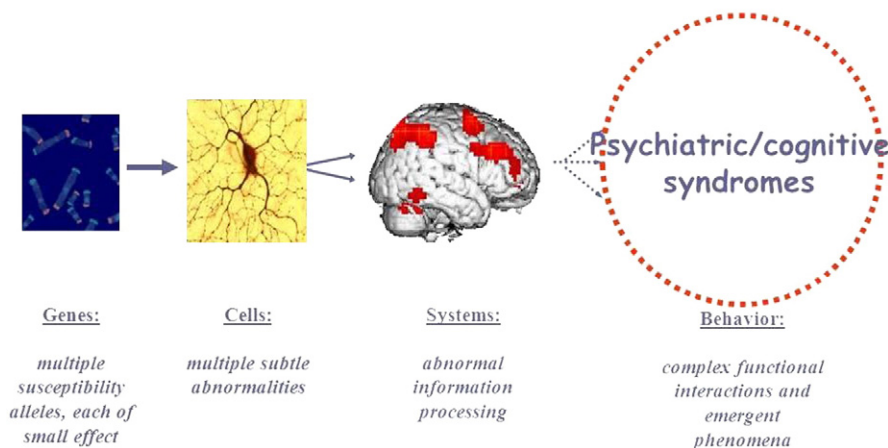 Psychiatric/cognitive
syndromes
Genes:
multiple
susceptibility
alleles, each of
small effect
Cells:
multiple subtle
abnormalities
Systems:
abnormal
information
processing
Behavior:
complex functional
interactions and
emergent
phenomena